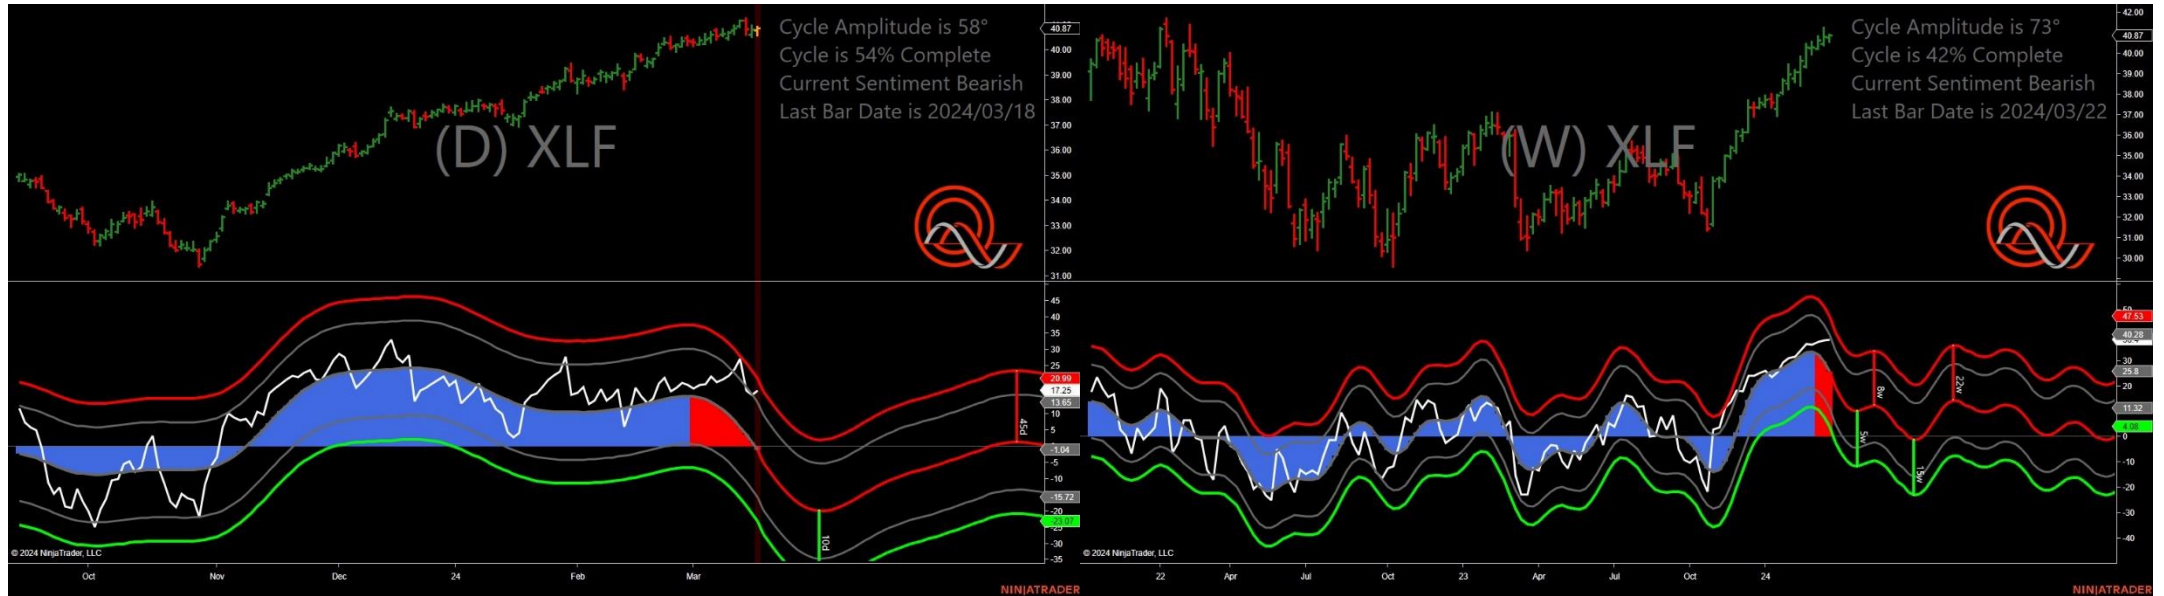 Cycle Amplitude is 58°
Cycle is 54% Complete
Current Sentiment Bearish
Last Bar Date is 2024/03/18
(D) XLF
40.87
40.00
39.00
38.00
37.00
36.00
35.00
34.00
33.00
32.00
31.00
45
40
35
30
25
20.99
17.25
13.65
10
5
-1.04
-5
-10
-15.72
-20
-23.07
-30
-35
45d
10d
© 2024 NinjaTrader, LLC
Oct
Nov
Dec
24
Feb
Mar
NINJATRADER
Cycle Amplitude is 73°
Cycle is 42% Complete
Current Sentiment Bearish
Last Bar Date is 2024/03/22
(W) XLF
42.00
40.87
40.00
39.00
38.00
37.00
36.00
35.00
34.00
33.00
32.00
31.00
30.00
47.53
40.28
30
25.8
20
11.32
4.08
0
-10
-20
-30
-40
8w
22w
5w
15w
© 2024 NinjaTrader, LLC
22
Apr
Jul
Oct
23
Apr
Jul
Oct
24
NINJATRADER